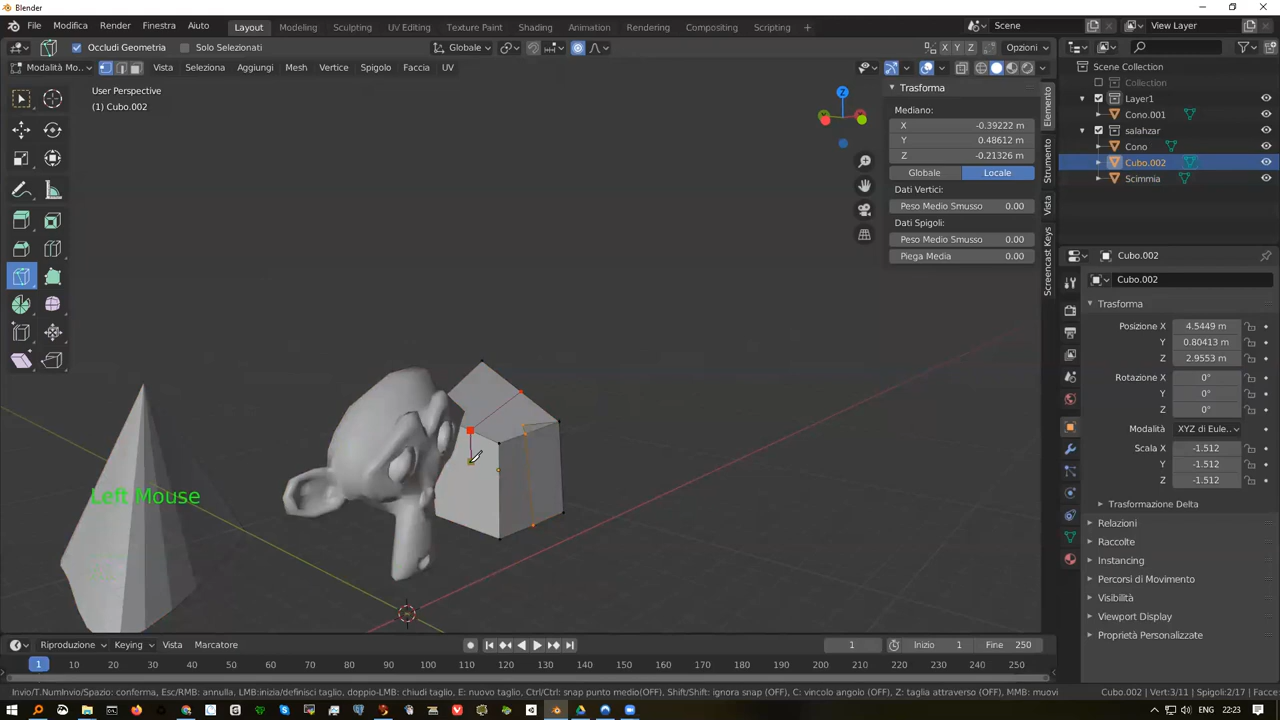 Blender
File Modifica Render Finestra Aiuto Layout Modeling Sculpting UV Editing Texture Paint Shading Animation Rendering Compositing Scripting + Scene View Layer
Occludi Geometria Solo Selezionati Globale X Y Z Opzioni
Modalità Mo... Vista Seleziona Aggiungi Mesh Vertice Spigolo Faccia UV
User Perspective
(1) Cubo.002
Z
Trasforma
Mediano:
X -0.39222 m
Y 0.48612 m
Z -0.21326 m
Globale Locale
Dati Vertici:
Peso Medio Smusso 0.00
Dati Spigoli:
Peso Medio Smusso 0.00
Piega Media 0.00
Elemento
Strumento
Vista
Screencast Keys
Scene Collection
Collection
Layer1
Cono.001
salahzar
Cono
Cubo.002
Scimmia
Cubo.002
Cubo.002
Trasforma
Posizione X 4.5449 m
Y 0.80413 m
Z 2.9553 m
Rotazione X 0°
Y 0°
Z 0°
Modalità XYZ di Eule..
Scala X -1.512
Y -1.512
Z -1.512
Trasformazione Delta
Relazioni
Raccolte
Instancing
Percorsi di Movimento
Visibilità
Viewport Display
Proprietà Personalizzate
Left Mouse
Riproduzione Keying Vista Marcatore 1 Inizio 1 Fine 250
1 10 20 30 40 50 60 70 80 90 100 110 120 130 140 150 160 170 180 190 200 210 220 230 240 250
Invio/T.NumInvio/Spazio: conferma, Esc/RMB: annulla, LMB:inizia/definisci taglio, doppio-LMB: chiudi taglio, E: nuovo taglio, Ctrl/Ctrl: snap punto medio(OFF), Shift/Shift: ignora snap (OFF), C: vincolo angolo (OFF), Z: taglia attraverso (OFF), MMB: muovi Cubo.002 | Vert:3/11 | Spigoli:2/17 | Facce:
ENG 22:23